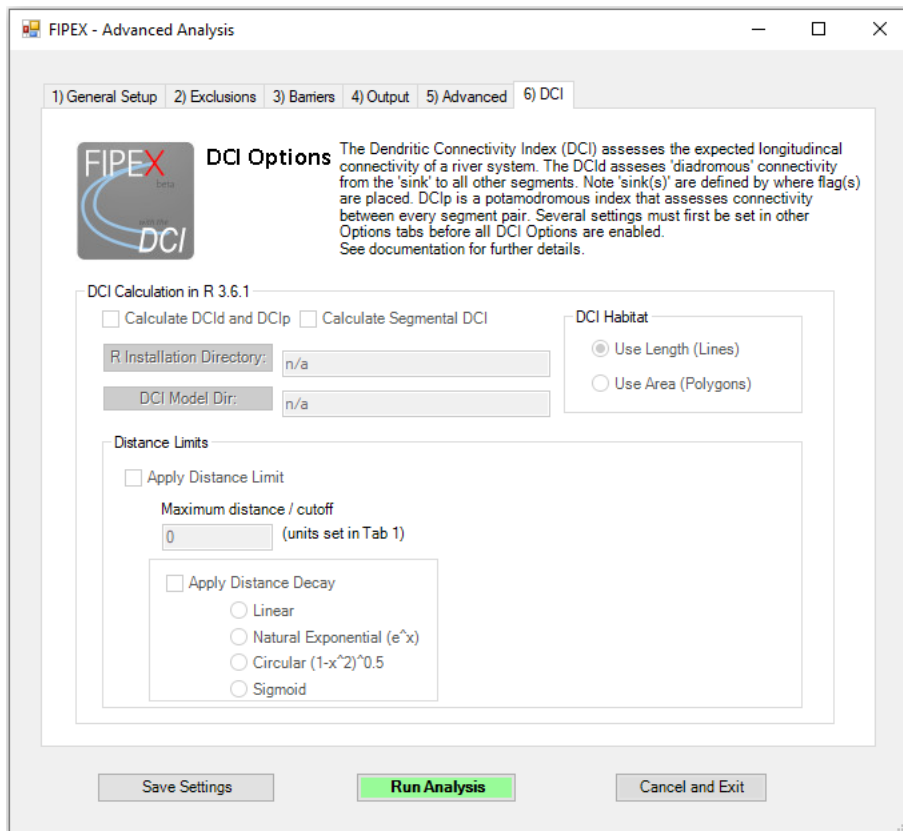 FIPEX - Advanced Analysis
1) General Setup 2) Exclusions 3) Barriers 4) Output 5) Advanced 6) DCI
FIPEX
beta
with the
DCI
DCI Options
The Dendritic Connectivity Index (DCI) assesses the expected longitudincal
connectivity of a river system. The DCId asseses 'diadromous' connectivity
from the 'sink' to all other segments. Note 'sink(s)' are defined by where flag(s)
are placed. DCIp is a potamodromous index that assesses connectivity
between every segment pair. Several settings must first be set in other
Options tabs before all DCI Options are enabled.
See documentation for further details.
DCI Calculation in R 3.6.1
Calculate DCId and DCIp Calculate Segmental DCI
DCI Habitat
R Installation Directory: n/a
Use Length (Lines)
Use Area (Polygons)
DCI Model Dir: n/a
Distance Limits
Apply Distance Limit
Maximum distance / cutoff
0 (units set in Tab 1)
Apply Distance Decay
Linear
Natural Exponential (e^x)
Circular (1-x^2)^0.5
Sigmoid
Save Settings Run Analysis Cancel and Exit